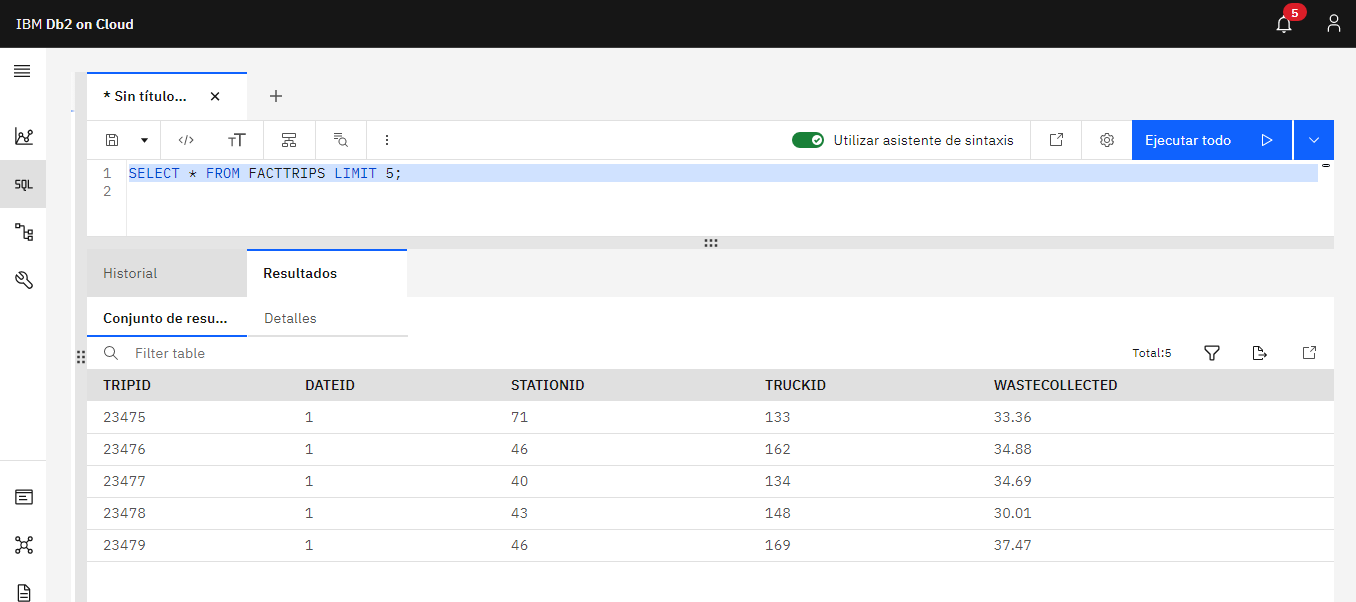 IBM Db2 on Cloud
5
* Sin título...
Utilizar asistente de sintaxis
Ejecutar todo
SQL
1 SELECT * FROM FACTTRIPS LIMIT 5;
2
Historial Resultados
Conjunto de resu... Detalles
Filter table Total:5
TRIPID DATEID STATIONID TRUCKID WASTECOLLECTED
23475 1 71 133 33.36
23476 1 46 162 34.88
23477 1 40 134 34.69
23478 1 43 148 30.01
23479 1 46 169 37.47